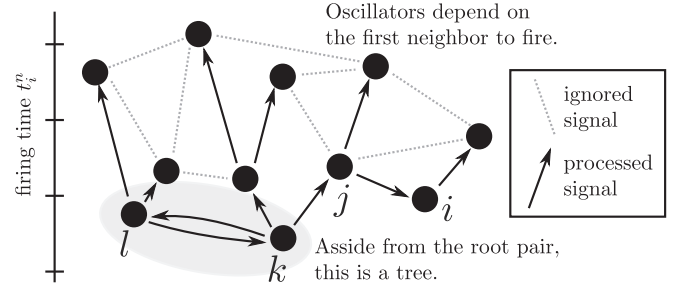 Oscillators depend on
the first neighbor to fire.
firing time t_i^n
ignored
signal
processed
signal
j
i
l
k
Asside from the root pair,
this is a tree.